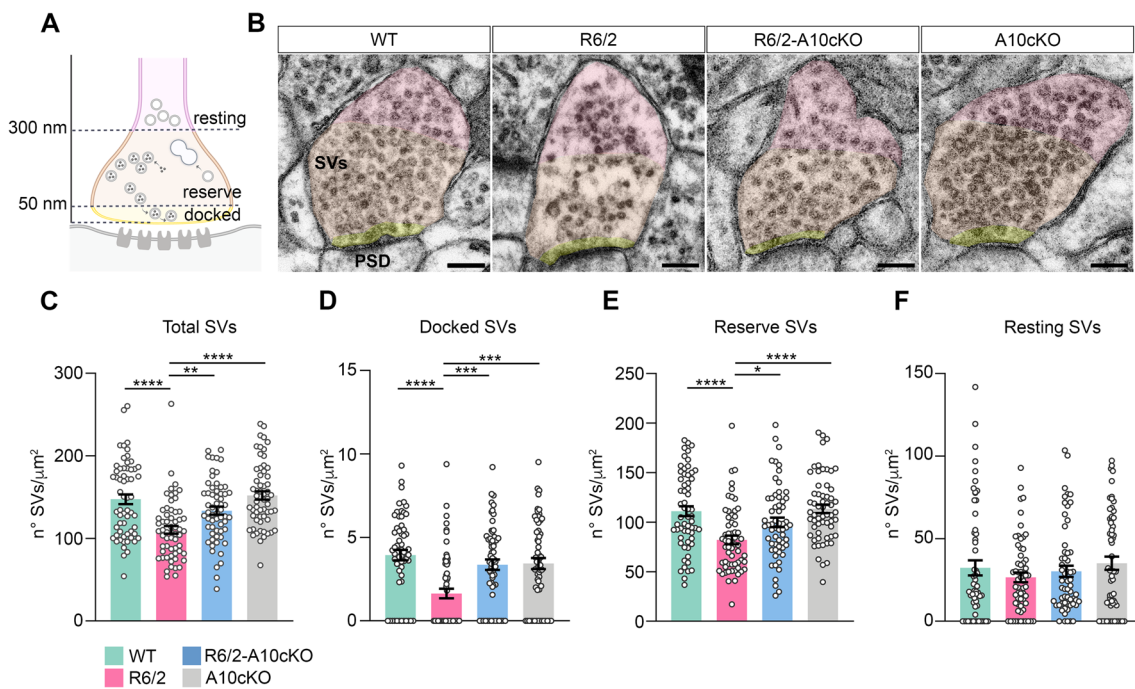 A
resting
300 nm
reserve
50 nm
docked
B
WT
R6/2
R6/2-A10cKO
A10cKO
SVs
PSD
C
Total SVs
n° SVs/µm²
300
200
150
100
0
****
**
****
D
Docked SVs
n° SVs/µm²
15
10
5
0
****
***
***
E
Reserve SVs
n° SVs/µm²
250
200
150
100
50
0
****
*
****
F
Resting SVs
n° SVs/µm²
150
100
50
0
WT
R6/2
R6/2-A10cKO
A10cKO